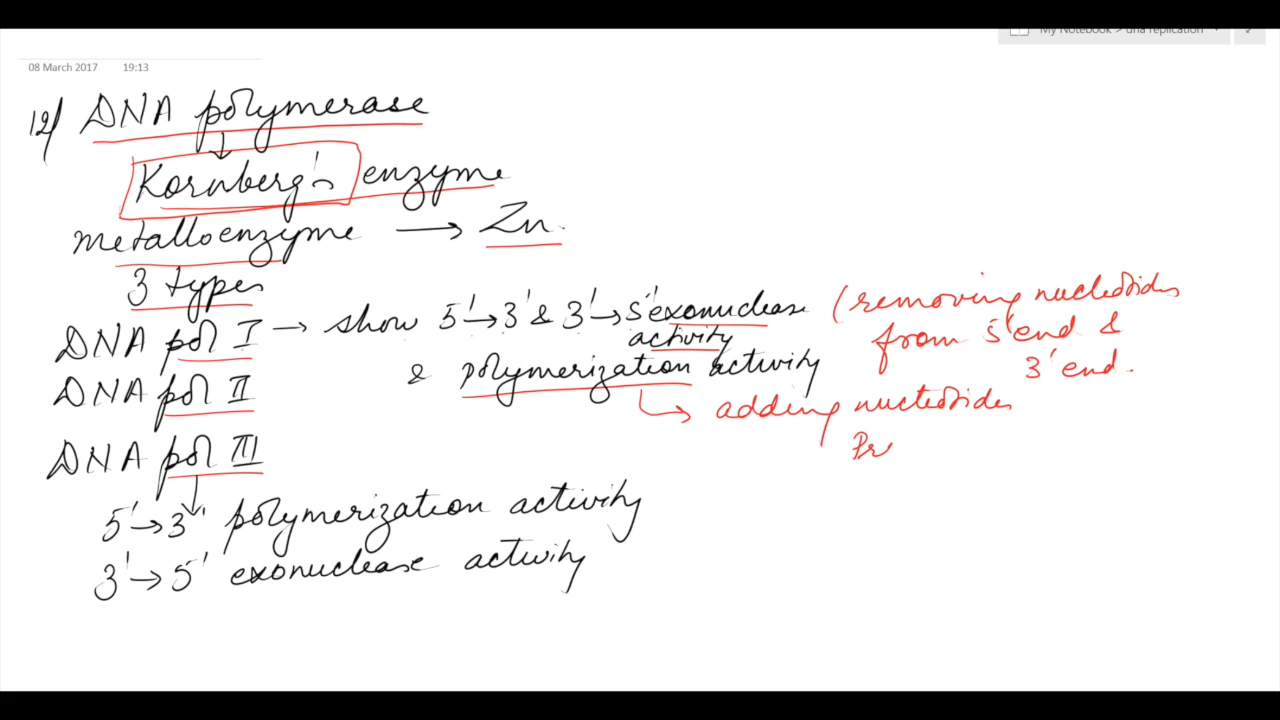 My Notebook > dna replication
08 March 2017 19:13
12) DNA polymerase
↓
Kornberg's enzyme
metalloenzyme → Zn.
3 types
DNA pol I → show 5'→3' & 3'→5' exonuclease (removing nucleotides
activity from 5' end &
& polymerization activity 3' end.
DNA pol II
↳ adding nucleotides
DNA pol III Pr
↓
5'→3' polymerization activity
3'→5' exonuclease activity